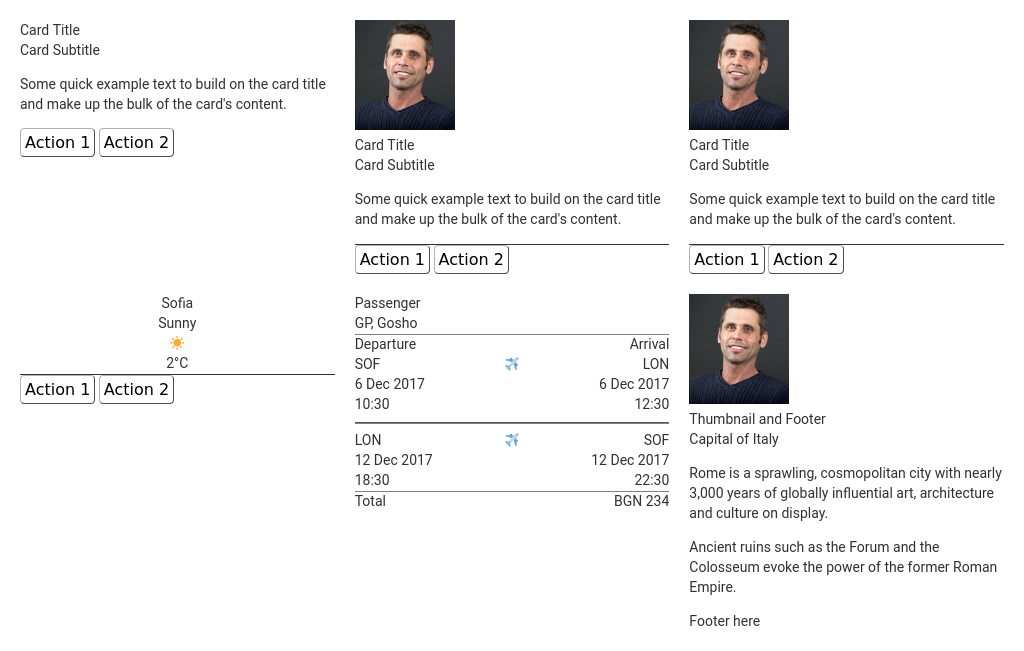 Card Title
Card Subtitle
Some quick example text to build on the card title
and make up the bulk of the card's content.
Action 1 Action 2
Card Title
Card Subtitle
Some quick example text to build on the card title
and make up the bulk of the card's content.
Action 1 Action 2
Card Title
Card Subtitle
Some quick example text to build on the card title
and make up the bulk of the card's content.
Action 1 Action 2
Sofia
Sunny
2°C
Action 1 Action 2
Passenger
GP, Gosho
Departure Arrival
SOF LON
6 Dec 2017 6 Dec 2017
10:30 12:30
LON SOF
12 Dec 2017 12 Dec 2017
18:30 22:30
Total BGN 234
Thumbnail and Footer
Capital of Italy
Rome is a sprawling, cosmopolitan city with nearly
3,000 years of globally influential art, architecture
and culture on display.
Ancient ruins such as the Forum and the
Colosseum evoke the power of the former Roman
Empire.
Footer here